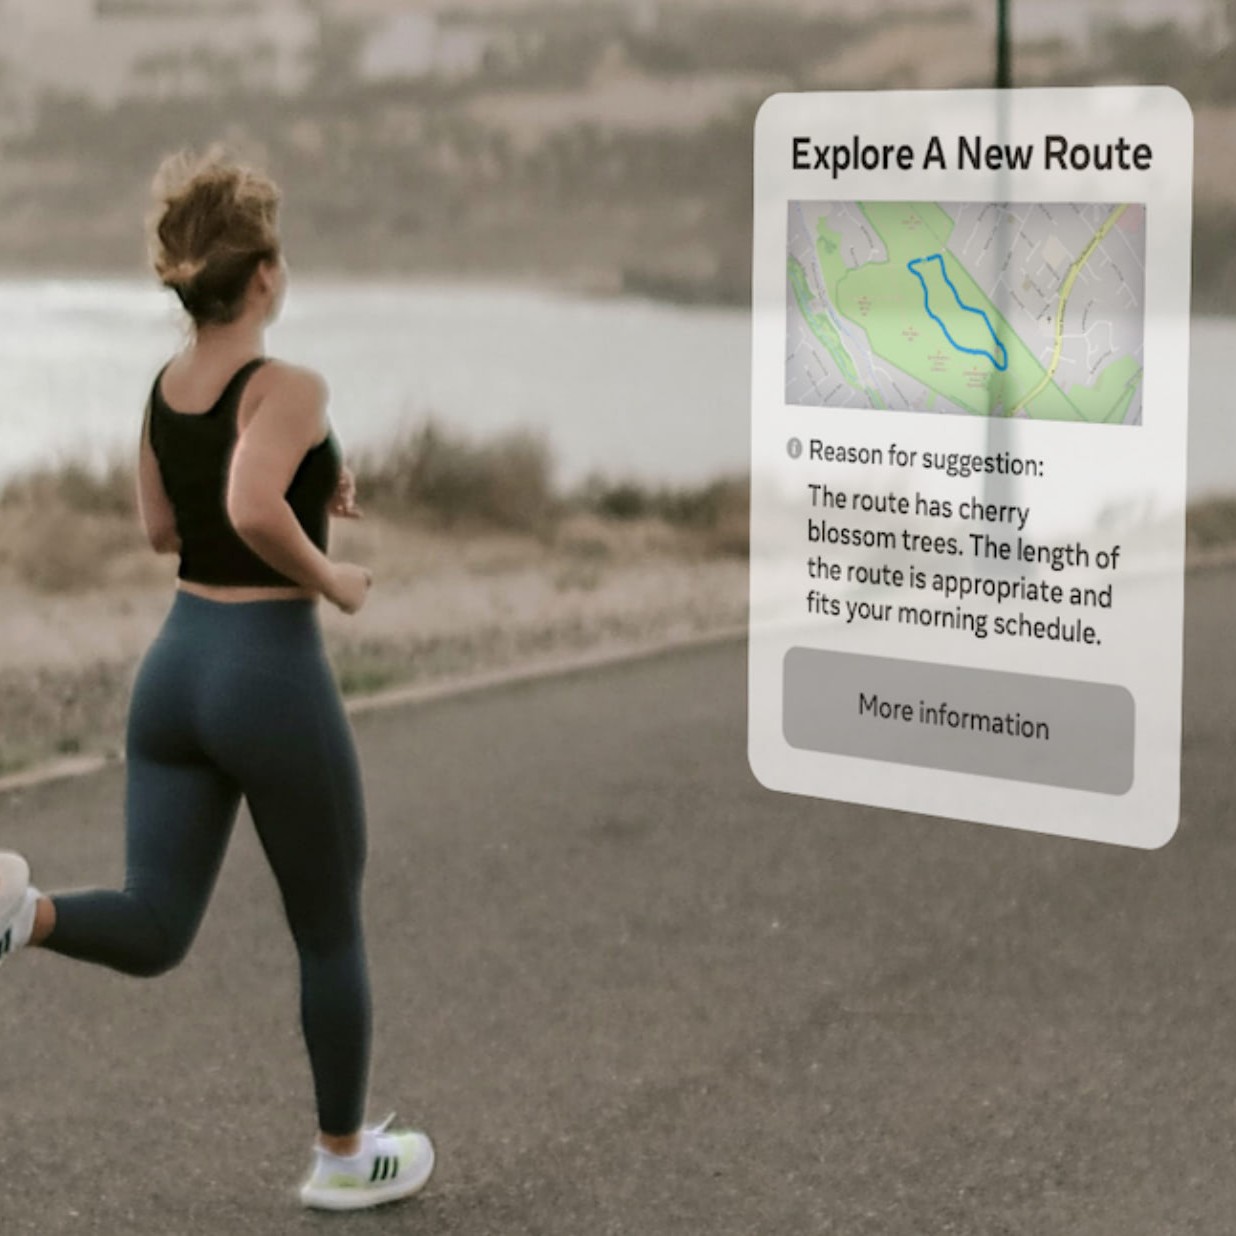 Explore A New Route
Reason for suggestion:
The route has cherry
blossom trees. The length of
the route is appropriate and
fits your morning schedule.
More information